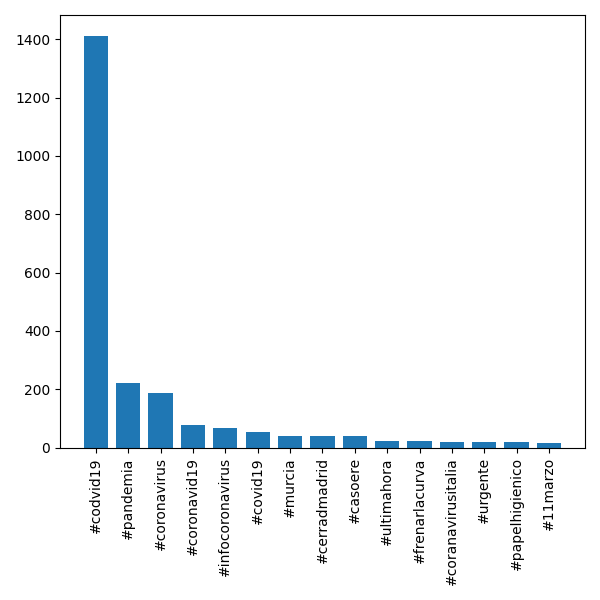 1400
1200
1000
800
600
400
200
0
#codvid19
#pandemia
#coronavirus
#coronavid19
#infocoronavirus
#covid19
#murcia
#cerradmadrid
#casoere
#ultimahora
#frenarlacurva
#coranavirusitalia
#urgente
#papelhigienico
#11marzo